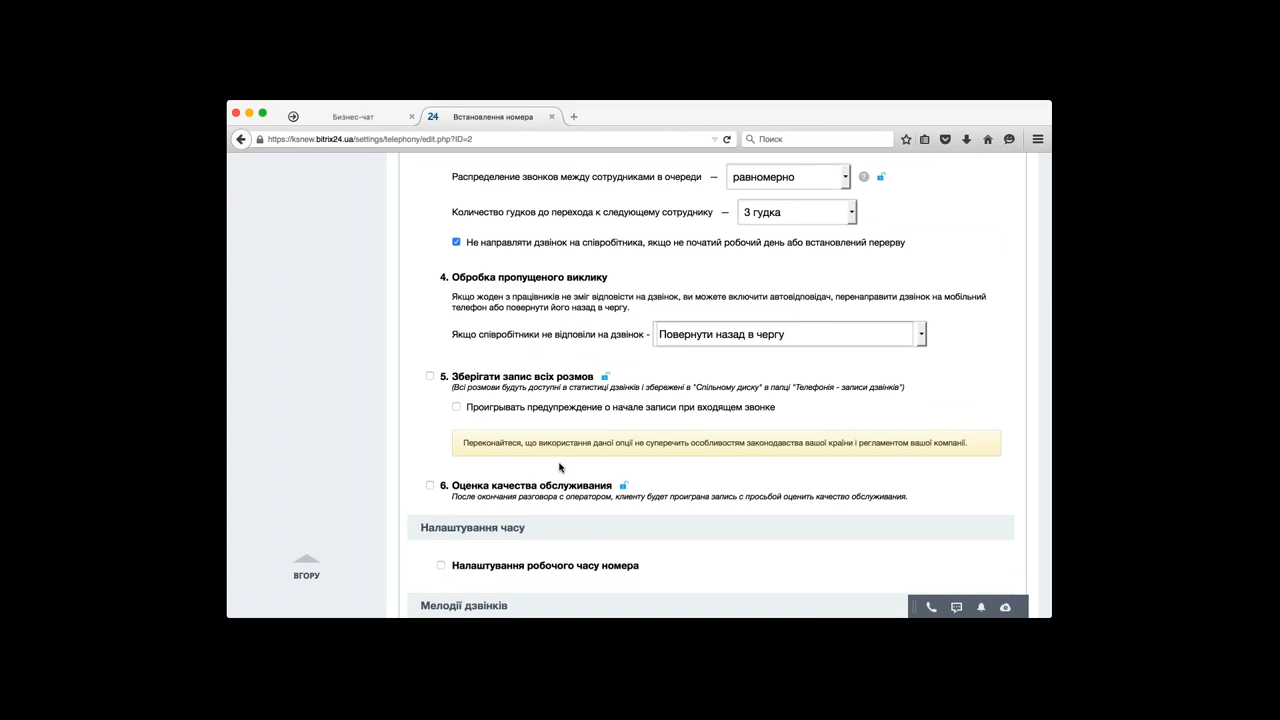 Бизнес-чат
24 Встановлення номера
https://ksnew.bitrix24.ua/settings/telephony/edit.php?ID=2
Поиск
Распределение звонков между сотрудниками в очереди — равномерно
Количество гудков до перехода к следующему сотруднику — 3 гудка
Не направляти дзвінок на співробітника, якщо не початий робочий день або встановлений перерву
4. Обробка пропущеного виклику
Якщо жоден з працівників не зміг відповісти на дзвінок, ви можете включити автовідповідач, перенаправити дзвінок на мобільний
телефон або повернути його назад в чергу.
Якщо співробітники не відповіли на дзвінок - Повернути назад в чергу
5. Зберігати запис всіх розмов
(Всі розмови будуть доступні в статистиці дзвінків і збережені в "Спільному диску" в папці "Телефонія - записи дзвінків")
Проигрывать предупреждение о начале записи при входящем звонке
Переконайтеся, що використання даної опції не суперечить особливостям законодавства вашої країни і регламентом вашої компанії.
6. Оценка качества обслуживания
После окончания разговора с оператором, клиенту будет проиграна запись с просьбой оценить качество обслуживания.
Налаштування часу
Налаштування робочого часу номера
ВГОРУ
Мелодії дзвінків